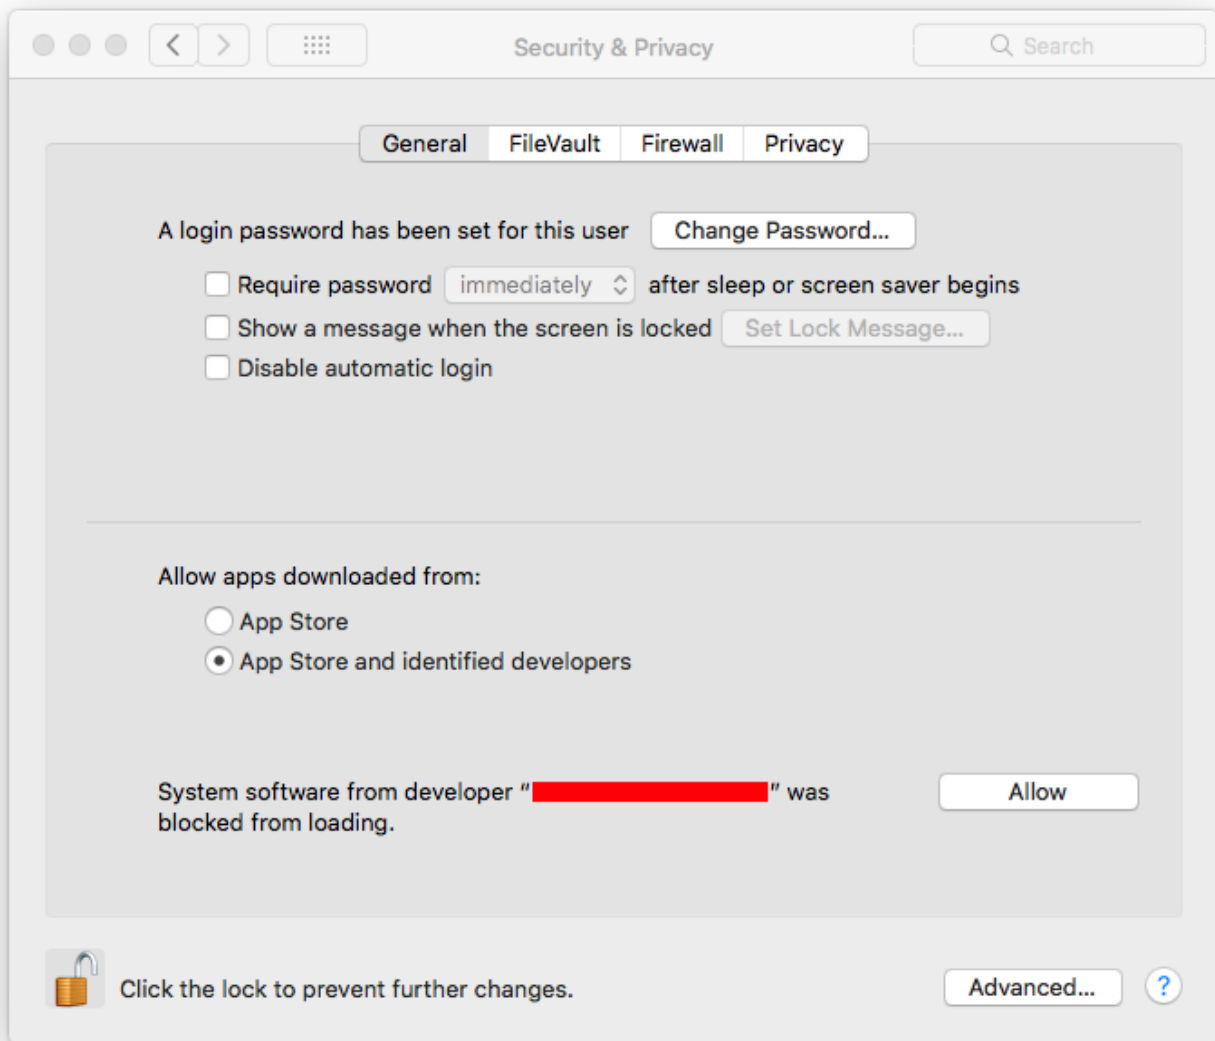 Security & Privacy
Search
General FileVault Firewall Privacy
A login password has been set for this user Change Password...
Require password immediately after sleep or screen saver begins
Show a message when the screen is locked Set Lock Message...
Disable automatic login
Allow apps downloaded from:
App Store
App Store and identified developers
System software from developer “ ” was Allow
blocked from loading.
Click the lock to prevent further changes. Advanced... ?